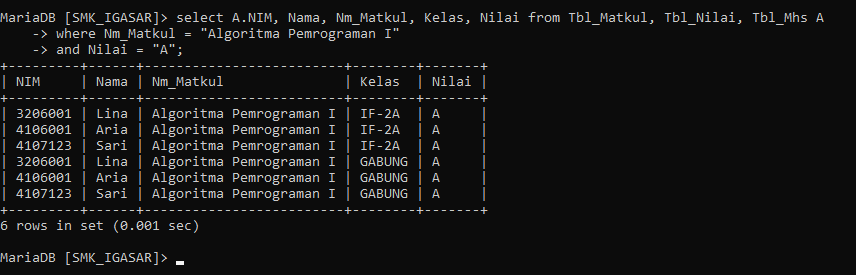 MariaDB [SMK_IGASAR]> select A.NIM, Nama, Nm_Matkul, Kelas, Nilai from Tbl_Matkul, Tbl_Nilai, Tbl_Mhs A
    -> where Nm_Matkul = "Algoritma Pemrograman I"
    -> and Nilai = "A";
+---------+------+-------------------------+--------+-------+
| NIM     | Nama | Nm_Matkul               | Kelas  | Nilai |
+---------+------+-------------------------+--------+-------+
| 3206001 | Lina | Algoritma Pemrograman I | IF-2A  | A     |
| 4106001 | Aria | Algoritma Pemrograman I | IF-2A  | A     |
| 4107123 | Sari | Algoritma Pemrograman I | IF-2A  | A     |
| 3206001 | Lina | Algoritma Pemrograman I | GABUNG | A     |
| 4106001 | Aria | Algoritma Pemrograman I | GABUNG | A     |
| 4107123 | Sari | Algoritma Pemrograman I | GABUNG | A     |
+---------+------+-------------------------+--------+-------+
6 rows in set (0.001 sec)
MariaDB [SMK_IGASAR]>